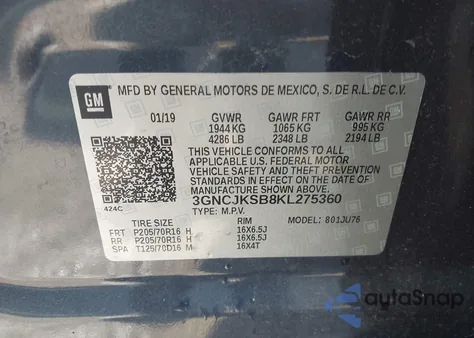 GM
MFD BY GENERAL MOTORS DE MEXICO, S. DE R.L. DE C.V.
01/19 GVWR GAWR FRT GAWR RR
1944 KG 1065 KG 995 KG
4286 LB 2348 LB 2194 LB
THIS VEHICLE CONFORMS TO ALL
APPLICABLE U.S. FEDERAL MOTOR
VEHICLE SAFETY AND THEFT PREVENTION
STANDARDS IN EFFECT ON THE DATE OF
MANUFACTURE SHOWN ABOVE.
424C 3GNCJKSB8KL275360
TYPE: M.P.V. MODEL: 801JU76
TIRE SIZE RIM
FRT P205/70R16 H 16X6.5J
RR P205/70R16 H 16X6.5J
SPA T125/70D16 M 16X4T
autoSnap